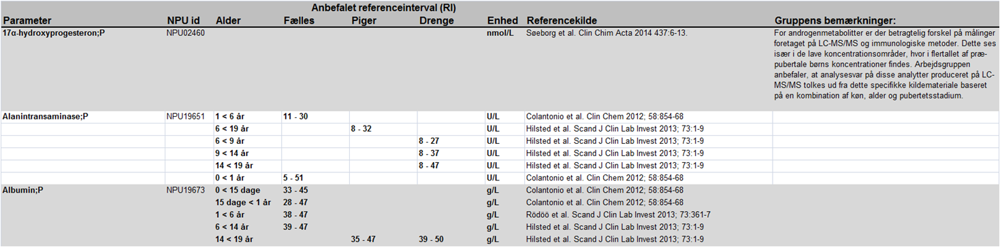 Anbefalet referenceinterval (RI)
Parameter NPU id Alder Fælles Piger Drenge Enhed Referencekilde Gruppens bemærkninger:
17α-hydroxyprogesteron;P NPU02460 nmol/L Søeborg et al. Clin Chim Acta 2014 437:6-13. For androgenmetabolitter er der betragtelig forskel på målinger
foretaget på LC-MS/MS og immunologiske metoder. Dette ses
især i de lave koncentrationsområder, hvor i flertallet af præ-
pubertale børns koncentrationer findes. Arbejdsgruppen
anbefaler, at analysesvar på disse analytter produceret på LC-
MS/MS tolkes ud fra dette specifikke kildemateriale baseret
på en kombination af køn, alder og pubertetsstadium.
Alanintransaminase;P NPU19651 1 < 6 år 11 - 30 U/L Colantonio et al. Clin Chem 2012; 58:854-68
6 < 19 år 8 - 32 U/L Hilsted et al. Scand J Clin Lab Invest 2013; 73:1-9
6 < 9 år 8 - 27 U/L Hilsted et al. Scand J Clin Lab Invest 2013; 73:1-9
9 < 14 år 8 - 37 U/L Hilsted et al. Scand J Clin Lab Invest 2013; 73:1-9
14 < 19 år 8 - 47 U/L Hilsted et al. Scand J Clin Lab Invest 2013; 73:1-9
0 < 1 år 5 - 51 U/L Colantonio et al. Clin Chem 2012; 58:854-68
Albumin;P NPU19673 0 < 15 dage 33 - 45 g/L Colantonio et al. Clin Chem 2012; 58:854-68
15 dage < 1 år 28 - 47 g/L Colantonio et al. Clin Chem 2012; 58:854-68
1 < 6 år 38 - 47 g/L Rödöö et al. Scand J Clin Lab Invest 2013; 73:361-7
6 < 14 år 39 - 47 g/L Hilsted et al. Scand J Clin Lab Invest 2013; 73:1-9
14 < 19 år 35 - 47 39 - 50 g/L Hilsted et al. Scand J Clin Lab Invest 2013; 73:1-9